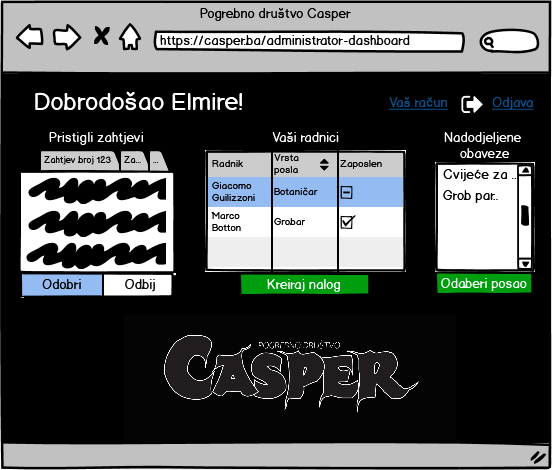 Pogrebno društvo Casper
https://casper.ba/administrator-dashboard
Dobrodošao Elmire!
Vaš račun
Odjava
Pristigli zahtjevi
Zahtjev broj 123
Za...
...
Odobri
Odbij
Vaši radnici
Radnik
Vrsta posla
Zaposlen
Giacomo Guilizzoni
Botaničar
Marco Botton
Grobar
Kreiraj nalog
Nadodjeljene
obaveze
Cvijeće za ..
Grob par..
Odaberi posao
POGREBNO DRUŠTVO
CASPER